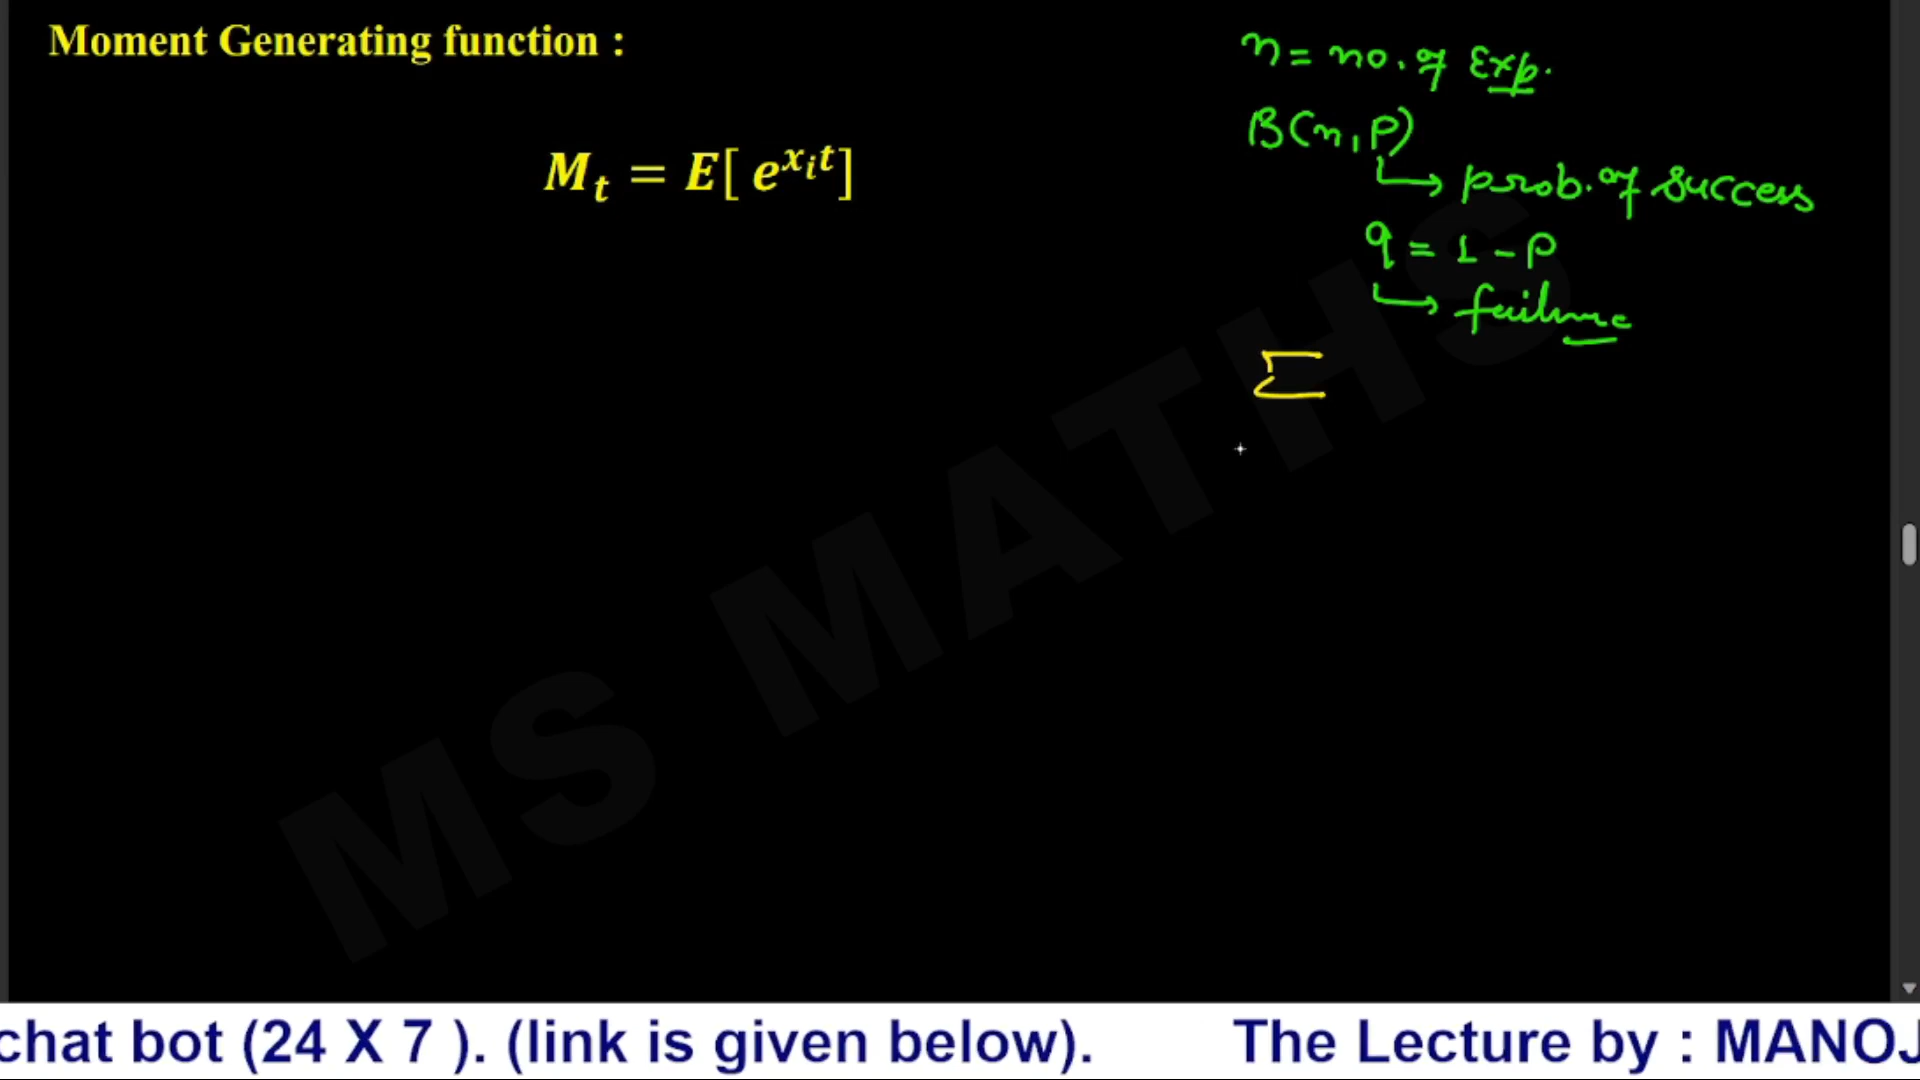 Moment Generating function :
M_t = E[ e^{x_i t}]
n = no. of Exp.
B(n, P)
↳ prob. of success
q = 1 - P
↳ failure
Σ
MS MATHS
chat bot (24 X 7 ). (link is given below). The Lecture by : MANOJ